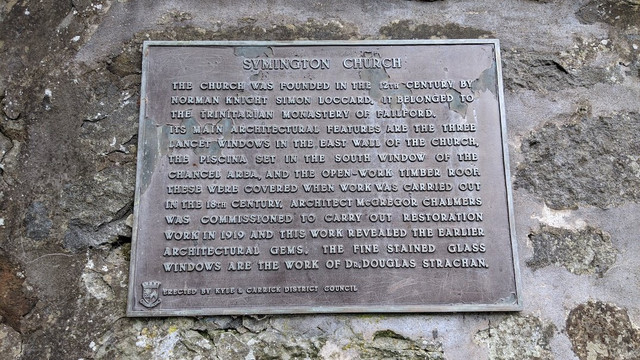 SYMINGTON CHURCH
THE CHURCH WAS FOUNDED IN THE 12TH CENTURY BY
NORMAN KNIGHT SIMON LOCCARD. IT BELONGED TO
THE TRINITARIAN MONASTERY OF FAILFORD.
ITS MAIN ARCHITECTURAL FEATURES ARE THE THREE
LANCET WINDOWS IN THE EAST WALL OF THE CHURCH,
THE PISCINA SET IN THE SOUTH WINDOW OF THE
CHANCEL AREA, AND THE OPEN-WORK TIMBER ROOF.
THESE WERE COVERED WHEN WORK WAS CARRIED OUT
IN THE 18TH CENTURY. ARCHITECT MCGREGOR CHALMERS
WAS COMMISSIONED TO CARRY OUT RESTORATION
WORK IN 1919 AND THIS WORK REVEALED THE EARLIER
ARCHITECTURAL GEMS. THE FINE STAINED GLASS
WINDOWS ARE THE WORK OF DR. DOUGLAS STRACHAN.
ERECTED BY KYLE & CARRICK DISTRICT COUNCIL